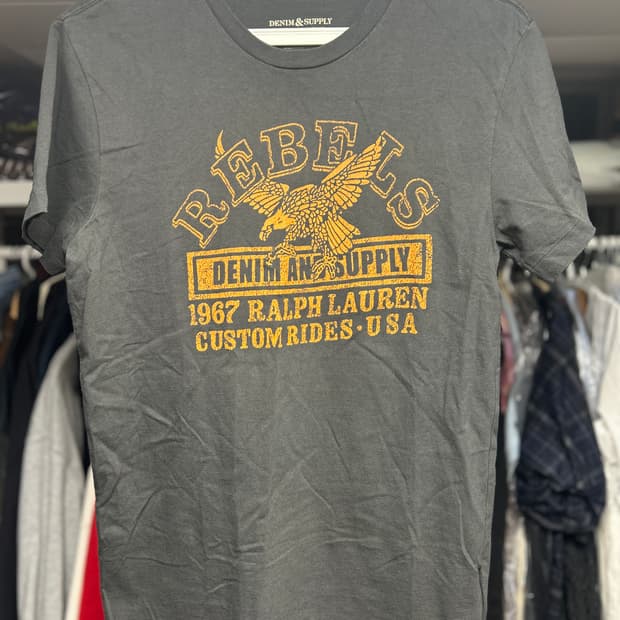 DENIM & SUPPLY
REBELS
DENIM AND SUPPLY
1967 RALPH LAUREN
CUSTOM RIDES · USA